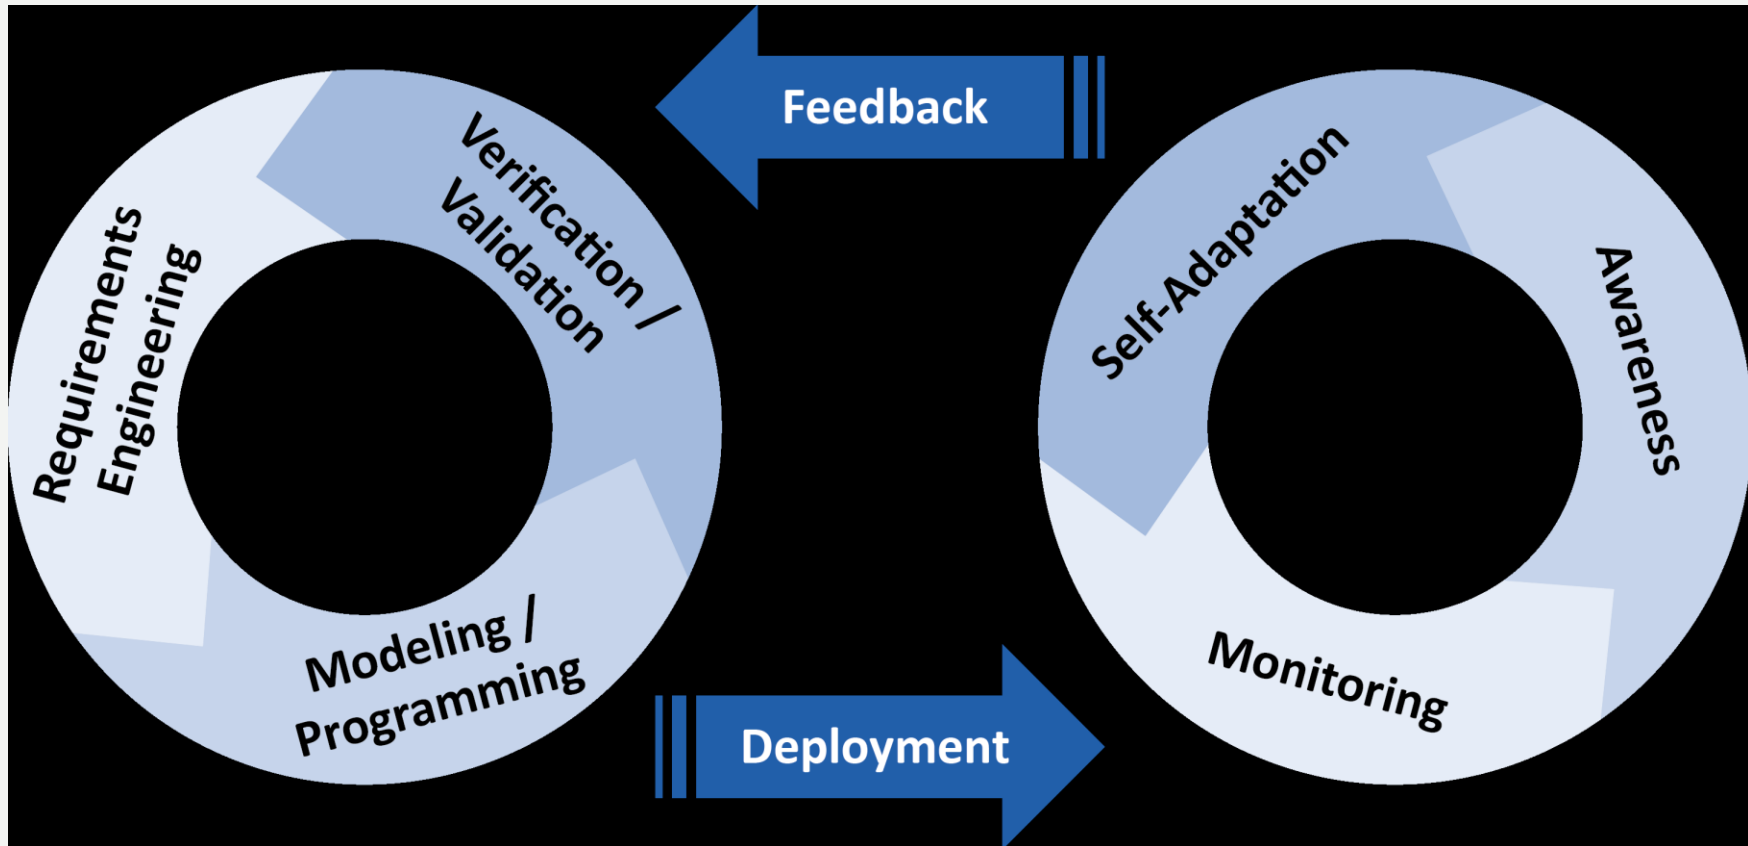 Feedback
Verification /
Validation
Requirements
Engineering
Modeling /
Programming
Self-Adaptation
Awareness
Monitoring
Deployment